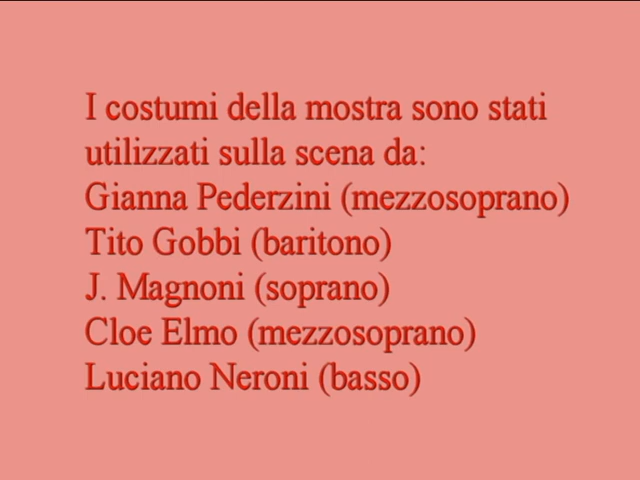 I costumi della mostra sono stati
utilizzati sulla scena da:
Gianna Pederzini (mezzosoprano)
Tito Gobbi (baritono)
J. Magnoni (soprano)
Cloe Elmo (mezzosoprano)
Luciano Neroni (basso)